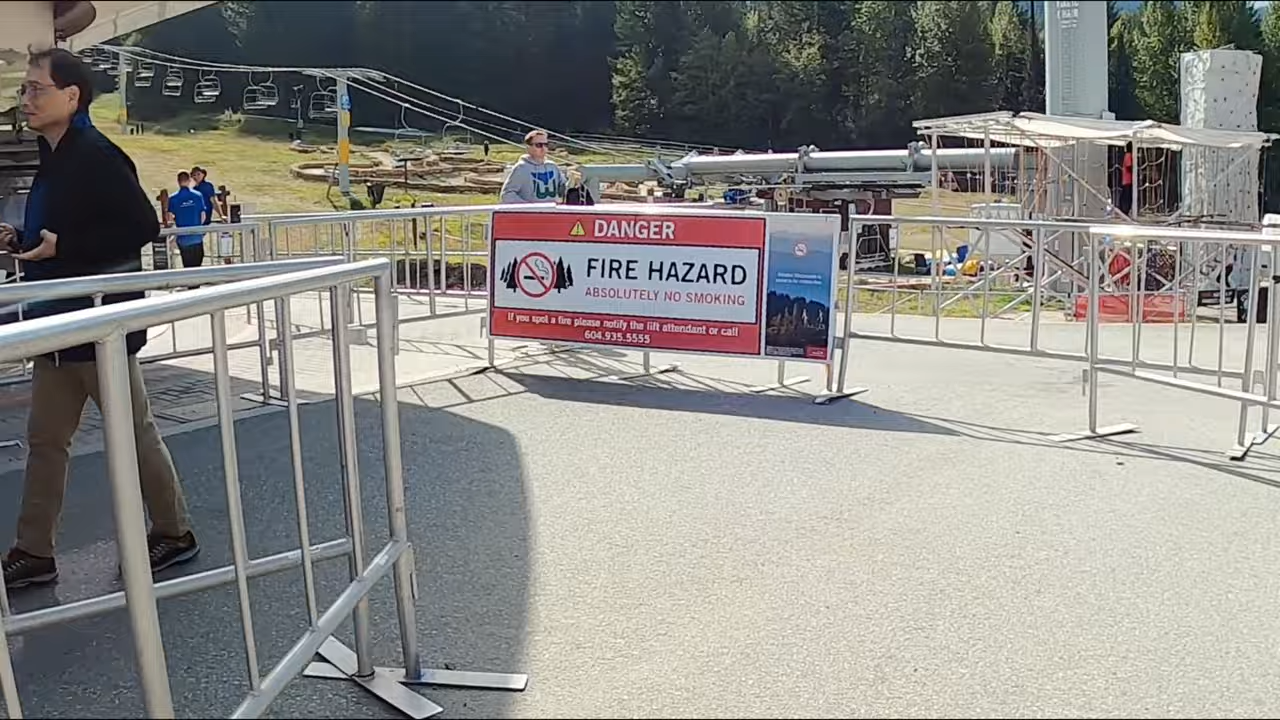 DANGER
FIRE HAZARD
ABSOLUTELY NO SMOKING
If you spot a fire please notify the lift attendant or call
604.935.5555